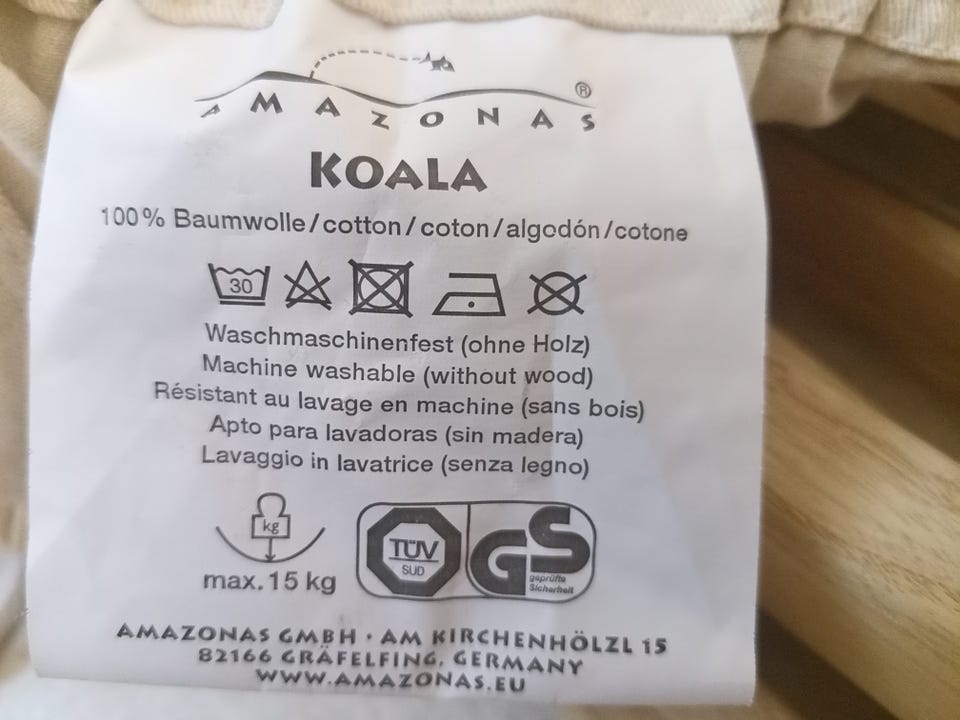 AMAZONAS®
KOALA
100% Baumwolle/cotton/coton/algodón/cotone
30
Waschmaschinenfest (ohne Holz)
Machine washable (without wood)
Résistant au lavage en machine (sans bois)
Apto para lavadoras (sin madera)
Lavaggio in lavatrice (senza legno)
kg
max. 15 kg
TÜV
SUD
GS
geprüfte
Sicherheit
AMAZONAS GMBH · AM KIRCHENHÖLZL 15
82166 GRÄFELFING, GERMANY
WWW.AMAZONAS.EU